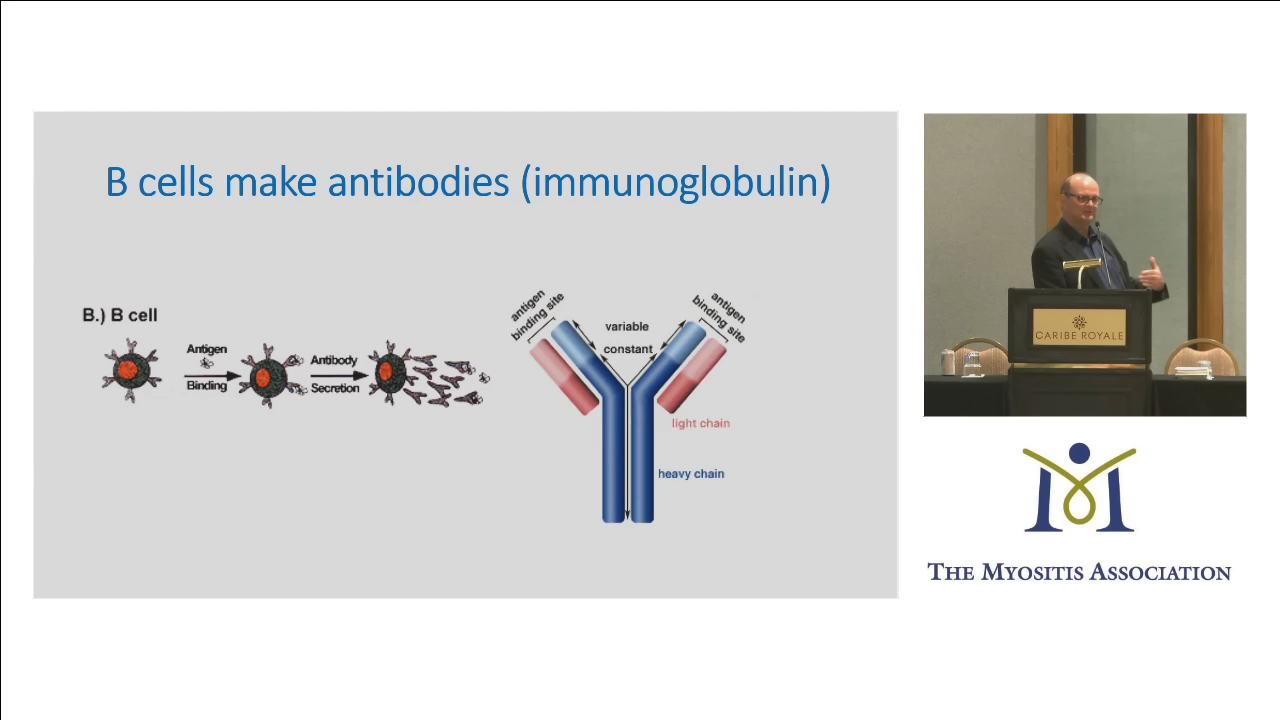 B cells make antibodies (immunoglobulin)
B.) B cell
Antigen
Binding
Antibody
Secretion
antigen
binding site
variable
constant
antigen
binding site
light chain
heavy chain
CARIBE ROYALE
THE MYOSITIS ASSOCIATION